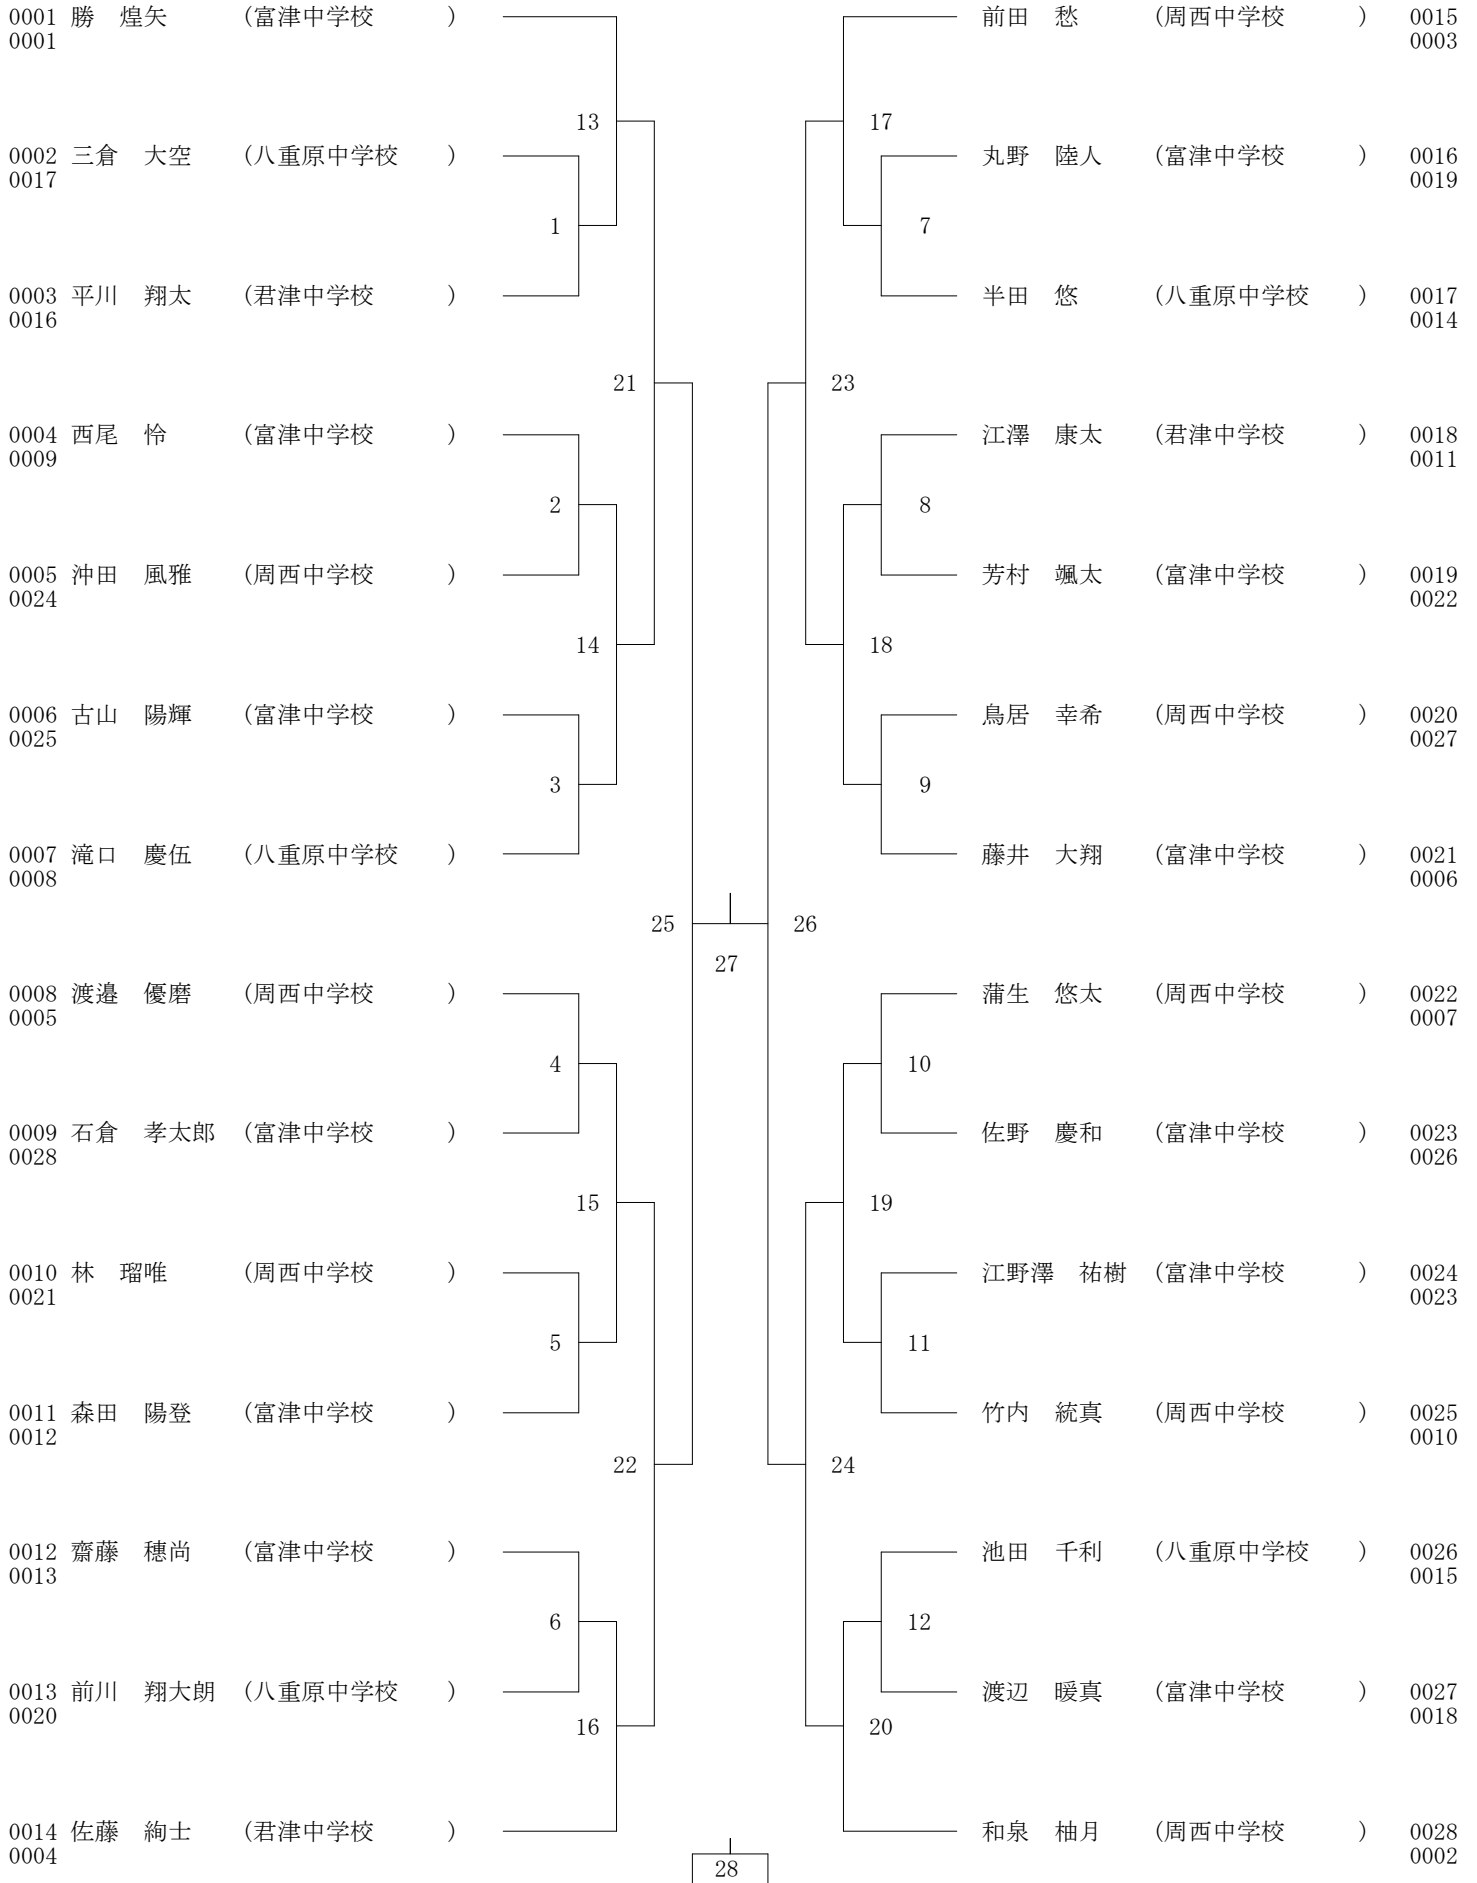 0001 勝　煌矢 (富津中学校 ) 前田　愁 (周西中学校 ) 0015
0001 0003
13 17
0002 三倉　大空 (八重原中学校 ) 丸野　陸人 (富津中学校 ) 0016
0017 0019
1 7
0003 平川　翔太 (君津中学校 ) 半田　悠 (八重原中学校 ) 0017
0016 0014
21 23
0004 西尾　怜 (富津中学校 ) 江澤　康太 (君津中学校 ) 0018
0009 0011
2 8
0005 沖田　風雅 (周西中学校 ) 芳村　颯太 (富津中学校 ) 0019
0024 0022
14 18
0006 古山　陽輝 (富津中学校 ) 鳥居　幸希 (周西中学校 ) 0020
0025 0027
3 9
0007 滝口　慶伍 (八重原中学校 ) 藤井　大翔 (富津中学校 ) 0021
0008 0006
25 26
27
0008 渡邉　優磨 (周西中学校 ) 蒲生　悠太 (周西中学校 ) 0022
0005 0007
4 10
0009 石倉　孝太郎 (富津中学校 ) 佐野　慶和 (富津中学校 ) 0023
0028 0026
15 19
0010 林　瑠唯 (周西中学校 ) 江野澤　祐樹 (富津中学校 ) 0024
0021 0023
5 11
0011 森田　陽登 (富津中学校 ) 竹内　統真 (周西中学校 ) 0025
0012 0010
22 24
0012 齋藤　穂尚 (富津中学校 ) 池田　千利 (八重原中学校 ) 0026
0013 0015
6 12
0013 前川　翔大朗 (八重原中学校 ) 渡辺　暖真 (富津中学校 ) 0027
0020 0018
16 20
0014 佐藤　絢士 (君津中学校 ) 和泉　柚月 (周西中学校 ) 0028
0004 0002
28